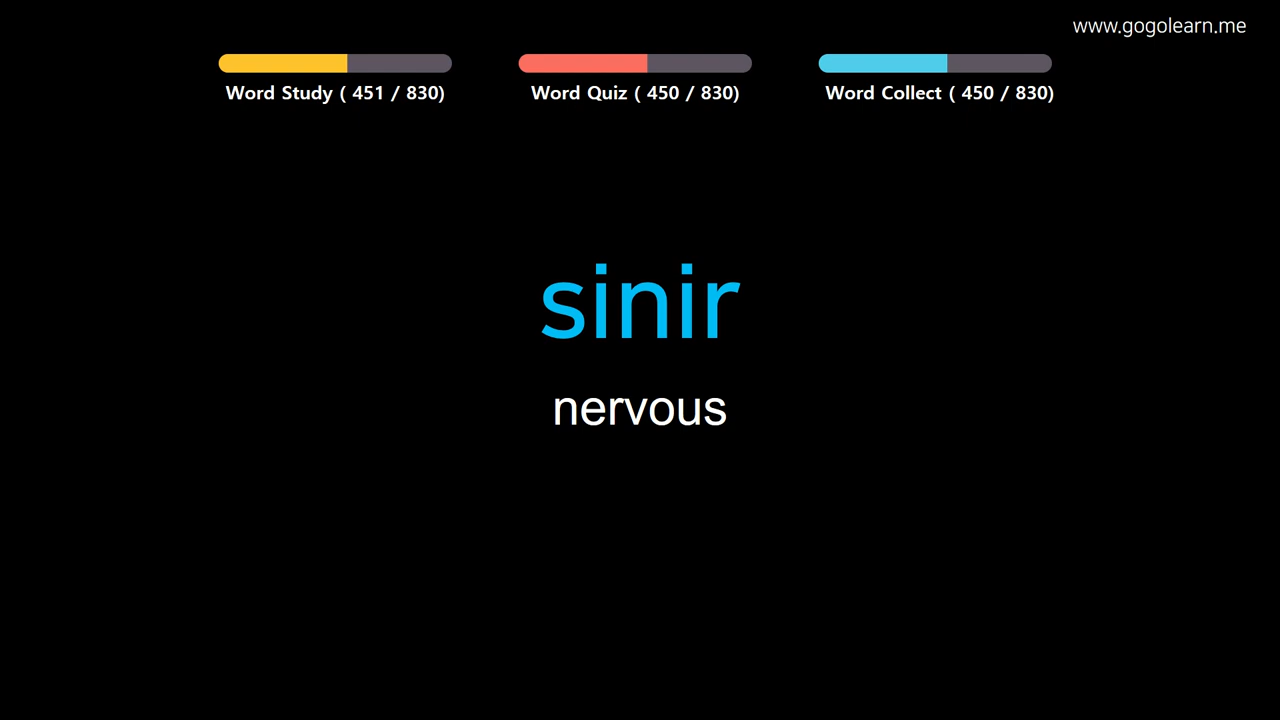 www.gogolearn.me
Word Study ( 451 / 830)
Word Quiz ( 450 / 830)
Word Collect ( 450 / 830)
sinir
nervous